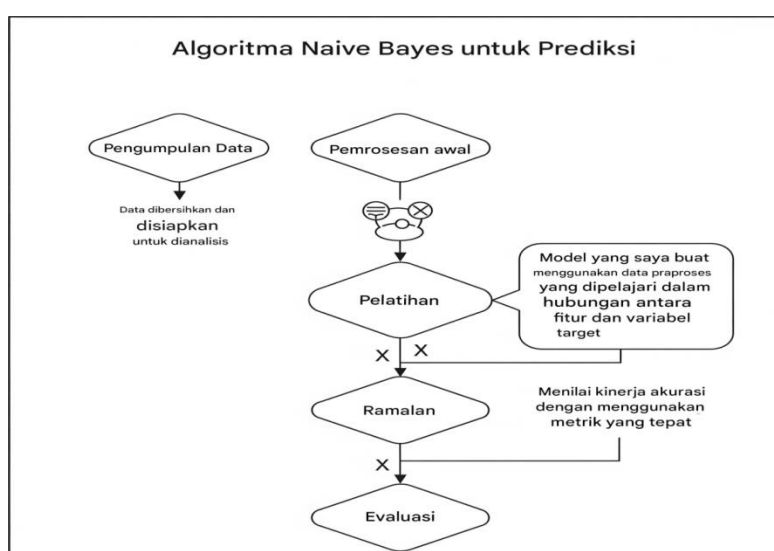 Algoritma Naive Bayes untuk Prediksi
Pengumpulan Data
Pemrosesan awal
Data dibersihkan dan
disiapkan
untuk dianalisis
Model yang saya buat
menggunakan data praproses
yang dipelajari dalam
hubungan antara
fitur dan variabel
target
Pelatihan
X X
Ramalan
Menilai kinerja akurasi
dengan menggunakan
metrik yang tepat
X
Evaluasi